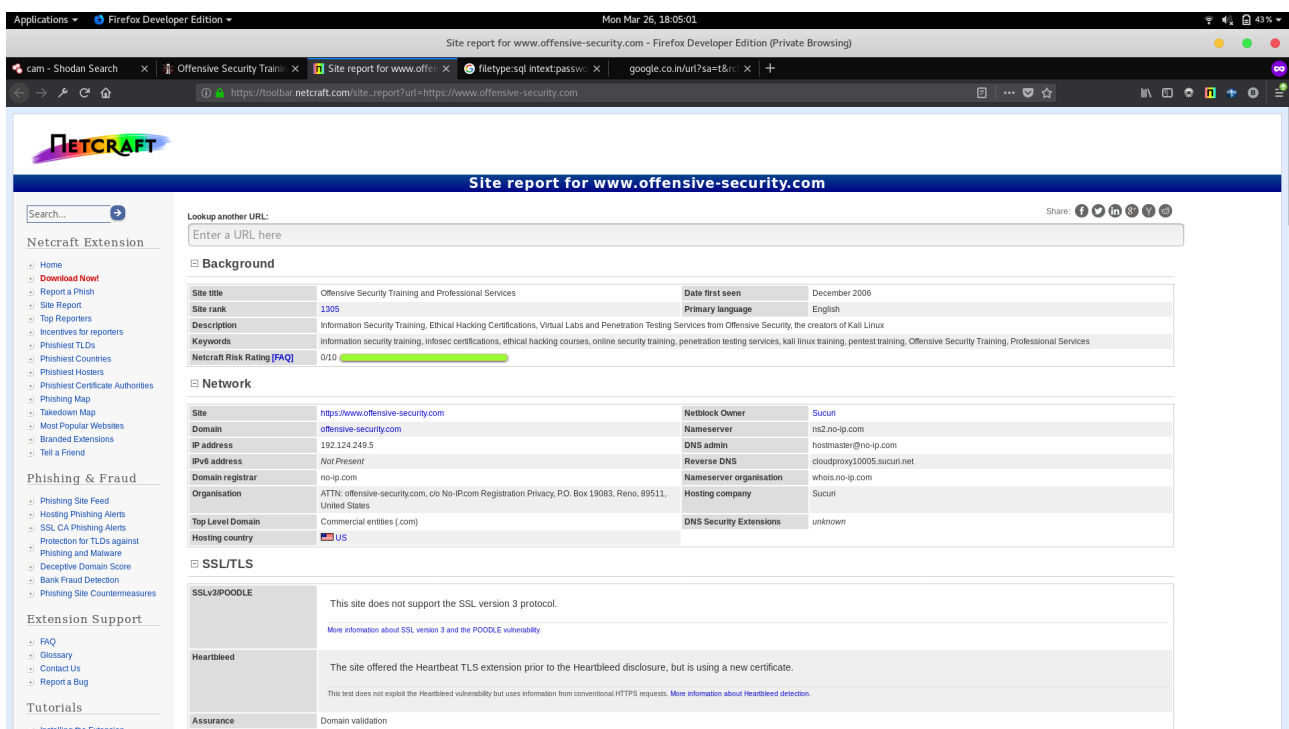 Applications
Firefox Developer Edition
Mon Mar 26, 18:05:01
43%
Site report for www.offensive-security.com - Firefox Developer Edition (Private Browsing)
cam - Shodan Search
Offensive Security Trainin
Site report for www.offen
filetype:sql intext:passwo
google.co.in/url?sa=t&rct
https://toolbar.netcraft.com/site_report?url=https://www.offensive-security.com
NETCRAFT
Site report for www.offensive-security.com
Search...
Netcraft Extension
Home
Download Now!
Report a Phish
Site Report
Top Reporters
Incentives for reporters
Phishiest TLDs
Phishiest Countries
Phishiest Hosters
Phishiest Certificate Authorities
Phishing Map
Takedown Map
Most Popular Websites
Branded Extensions
Tell a Friend
Phishing & Fraud
Phishing Site Feed
Hosting Phishing Alerts
SSL CA Phishing Alerts
Protection for TLDs against
Phishing and Malware
Deceptive Domain Score
Bank Fraud Detection
Phishing Site Countermeasures
Extension Support
FAQ
Glossary
Contact Us
Report a Bug
Tutorials
Share:
Lookup another URL:
Enter a URL here
Background
Site title Offensive Security Training and Professional Services Date first seen December 2006
Site rank 1305 Primary language English
Description Information Security Training, Ethical Hacking Certifications, Virtual Labs and Penetration Testing Services from Offensive Security, the creators of Kali Linux
Keywords information security training, infosec certifications, ethical hacking courses, online security training, penetration testing services, kali linux training, pentest training, Offensive Security Training, Professional Services
Netcraft Risk Rating [FAQ] 0/10
Network
Site https://www.offensive-security.com Netblock Owner Sucuri
Domain offensive-security.com Nameserver ns2.no-ip.com
IP address 192.124.249.5 DNS admin hostmaster@no-ip.com
IPv6 address Not Present Reverse DNS cloudproxy10005.sucuri.net
Domain registrar no-ip.com Nameserver organisation whois.no-ip.com
Organisation ATTN: offensive-security.com, c/o No-IP.com Registration Privacy, P.O. Box 19083, Reno, 89511, Hosting company Sucuri
United States
Top Level Domain Commercial entities (.com) DNS Security Extensions unknown
Hosting country US
SSL/TLS
SSLv3/POODLE
This site does not support the SSL version 3 protocol.
More information about SSL version 3 and the POODLE vulnerability.
Heartbleed
The site offered the Heartbeat TLS extension prior to the Heartbleed disclosure, but is using a new certificate.
This test does not exploit the Heartbleed vulnerability but uses information from conventional HTTPS requests. More information about Heartbleed detection.
Assurance Domain validation